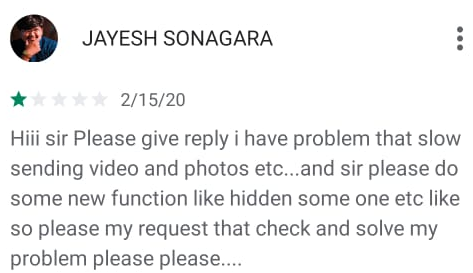 JAYESH SONAGARA
2/15/20
Hiii sir Please give reply i have problem that slow
sending video and photos etc...and sir please do
some new function like hidden some one etc like
so please my request that check and solve my
problem please please....